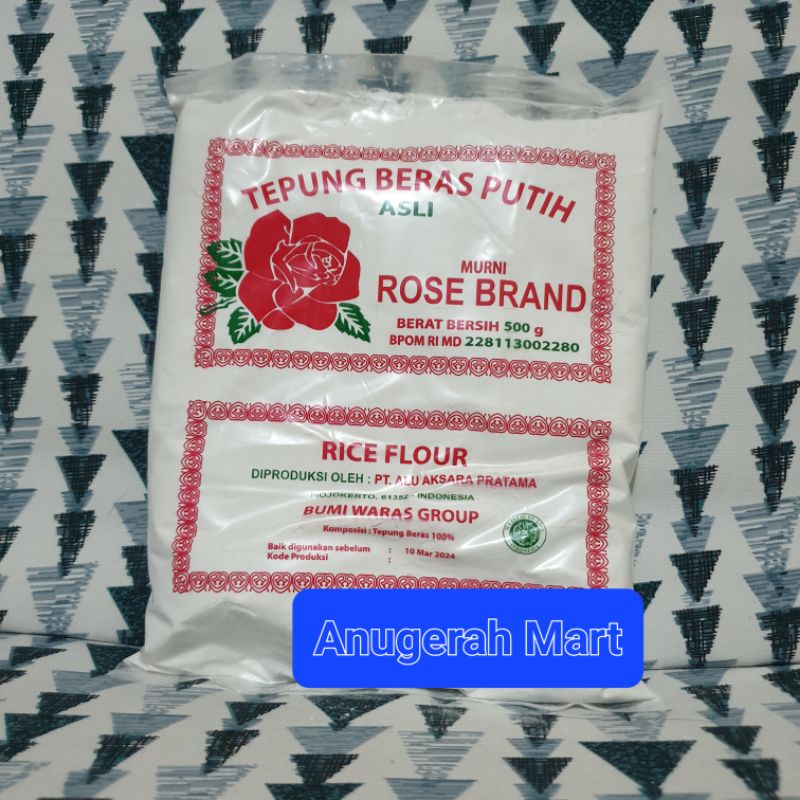 TEPUNG BERAS PUTIH
ASLI
MURNI
ROSE BRAND
BERAT BERSIH 500 g
BPOM RI MD 228113002280
RICE FLOUR
DIPRODUKSI OLEH : PT. ALU AKSARA PRATAMA
MOJOKERTO, 61352 - INDONESIA
BUMI WARAS GROUP
Komposisi : Tepung Beras 100%
Baik digunakan sebelum : 10 Mar 2024
Kode Produksi :
Anugerah Mart